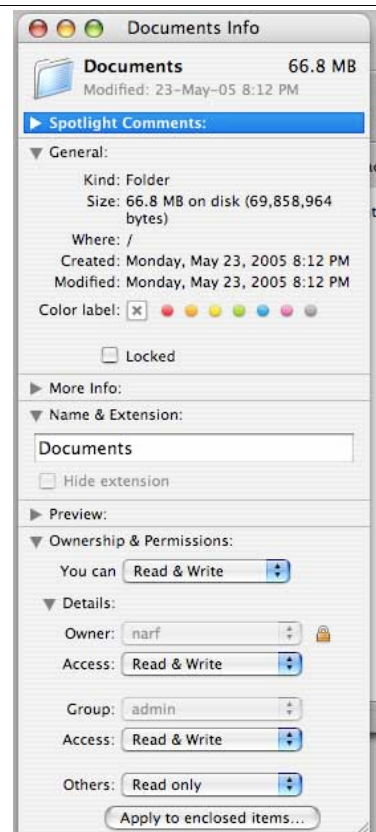 Documents Info
Documents 66.8 MB
Modified: 23-May-05 8:12 PM
Spotlight Comments:
General:
Kind: Folder
Size: 66.8 MB on disk (69,858,964
bytes)
Where: /
Created: Monday, May 23, 2005 8:12 PM
Modified: Monday, May 23, 2005 8:12 PM
Color label:
Locked
More Info:
Name & Extension:
Documents
Hide extension
Preview:
Ownership & Permissions:
You can Read & Write
Details:
Owner: narf
Access: Read & Write
Group: admin
Access: Read & Write
Others: Read only
Apply to enclosed items...